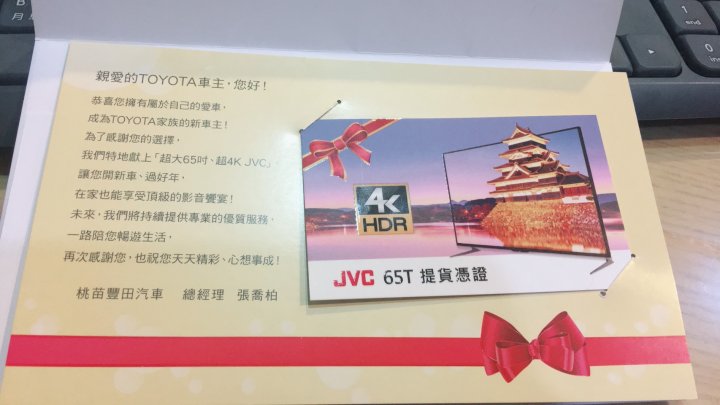 親愛的TOYOTA車主，您好！
恭喜您擁有屬於自己的愛車，
成為TOYOTA家族的新車主！
為了感謝您的選擇，
我們特地獻上「超大65吋、超4K JVC」，
讓您開新車、過好年，
在家也能享受頂級的影音饗宴！
未來，我們將持續提供專業的優質服務，
一路陪您暢遊生活，
再次感謝您，也祝您天天精彩、心想事成！
桃苗豐田汽車 總經理 張喬柏
4K
HDR
JVC 65T 提貨憑證
B
月
1
end
0